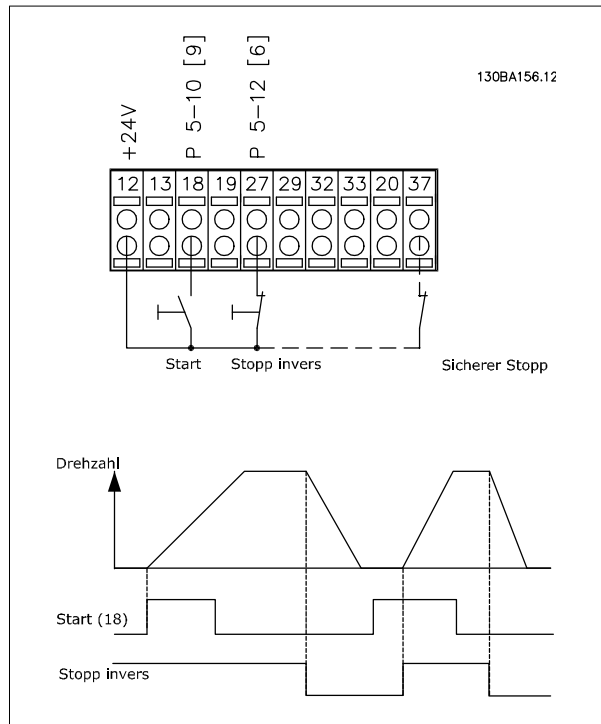 +24V
P 5-10 [9]
P 5-12 [6]
130BA156.12
12 13 18 19 27 29 32 33 20 37
Start Stopp invers Sicherer Stopp
Drehzahl
Start (18)
Stopp invers